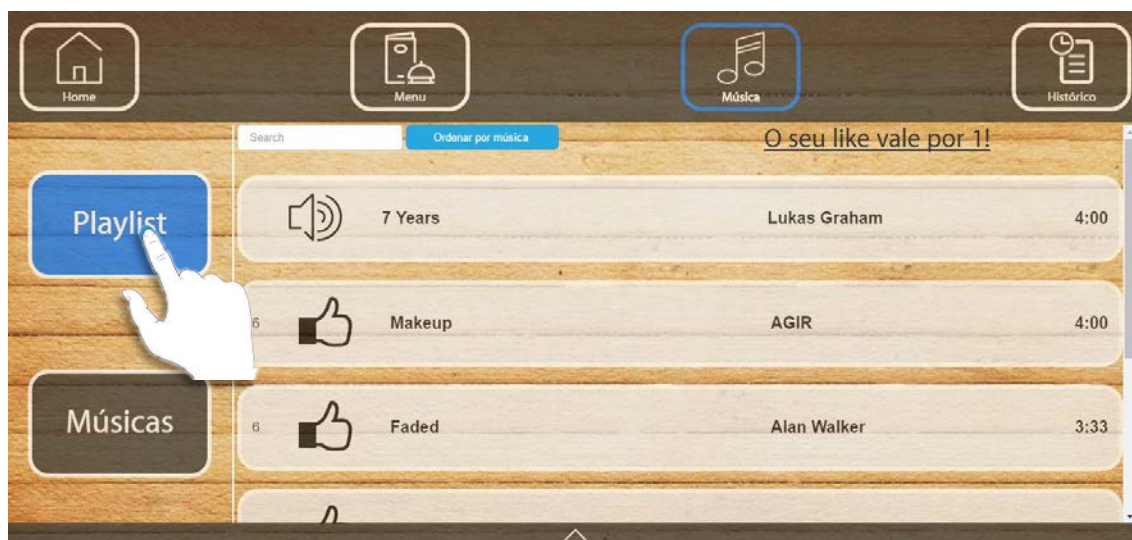 Home
Menu
Música
Histórico
Search
Ordenar por música
O seu like vale por 1!
Playlist
7 Years
Lukas Graham
4:00
6
Makeup
AGIR
4:00
Músicas
6
Faded
Alan Walker
3:33